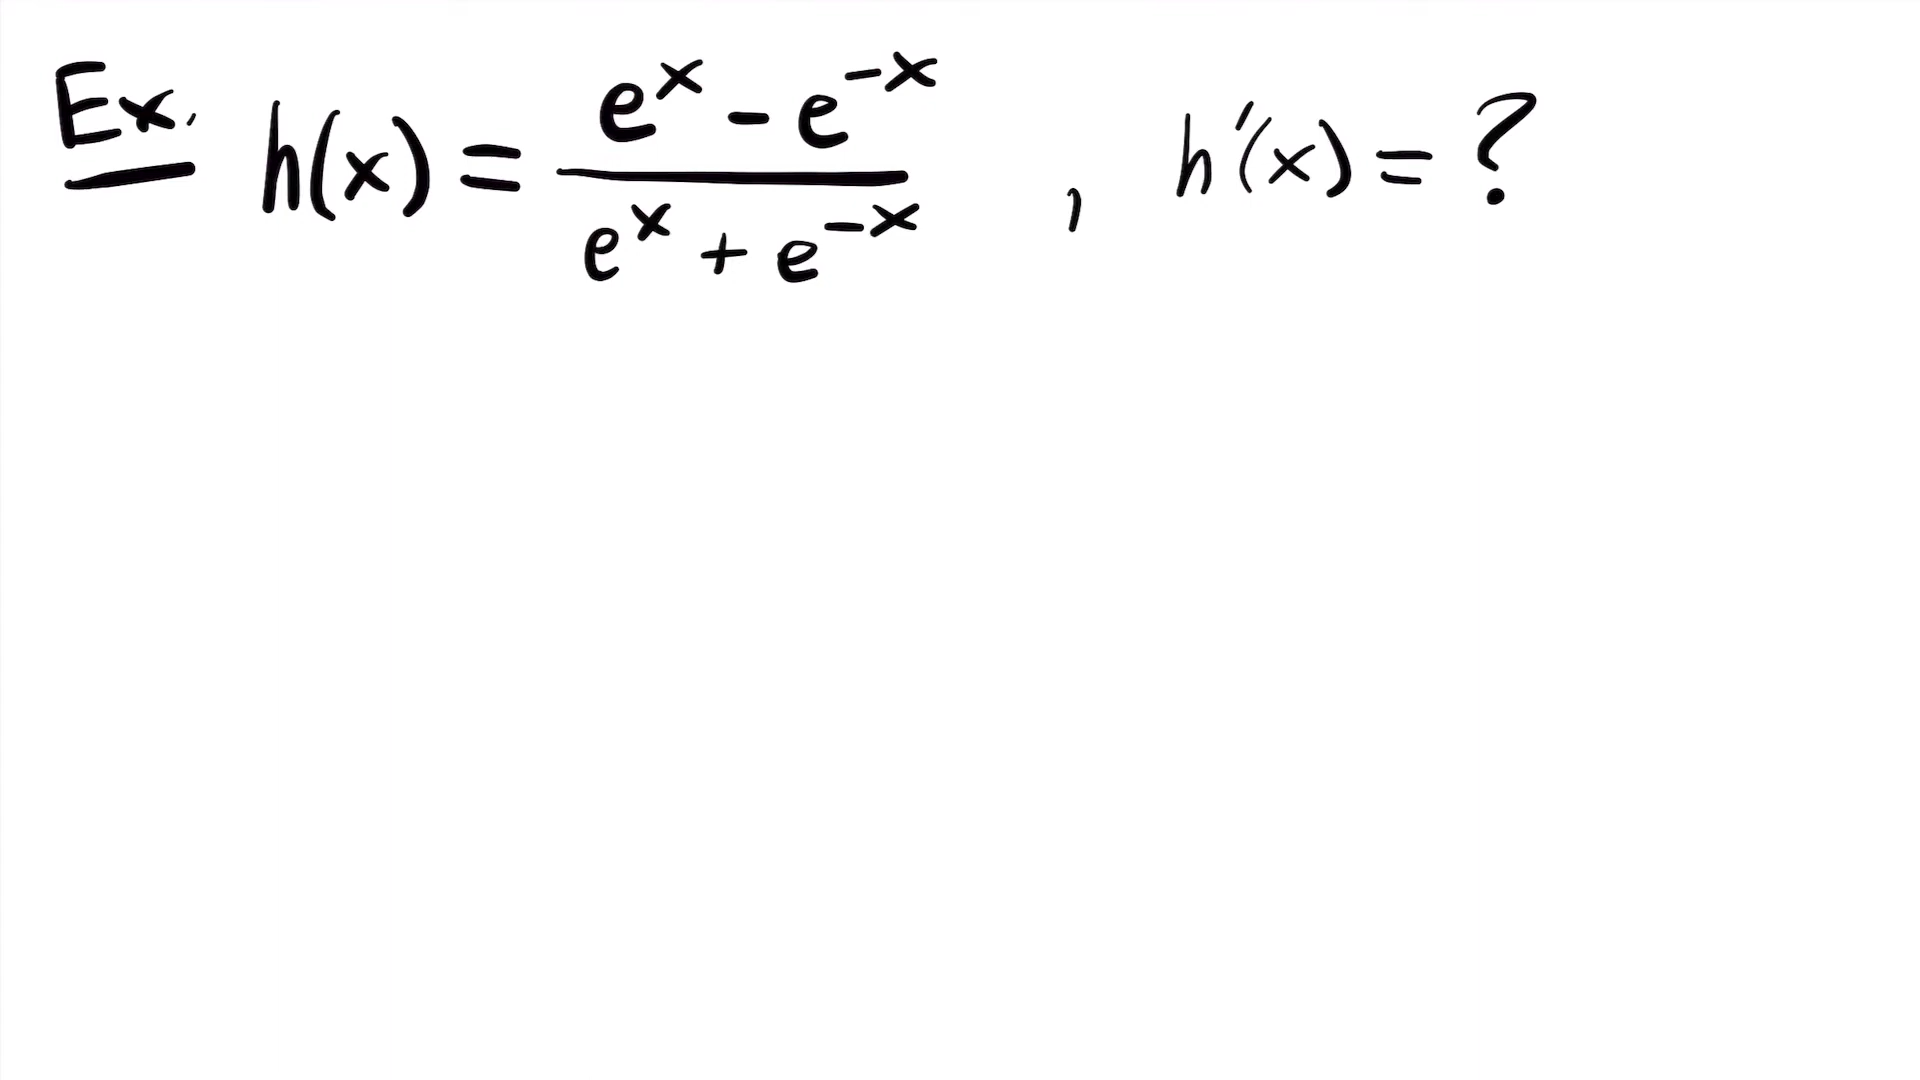 Ex. h(x) = (e^x - e^-x)/(e^x + e^-x) , h'(x) = ?